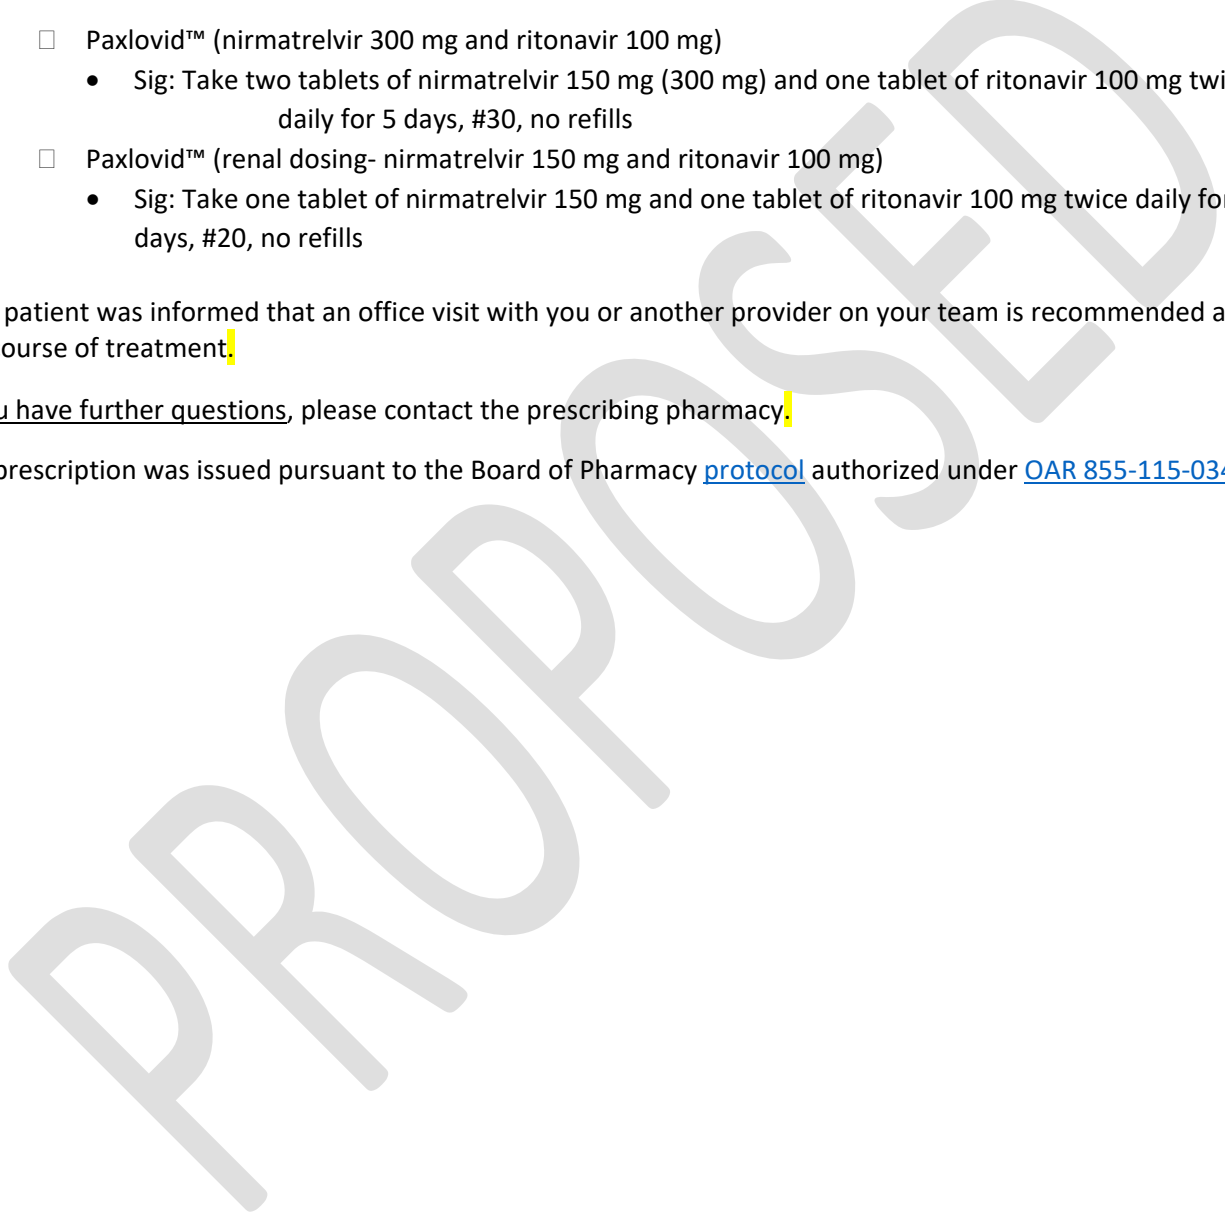 ☐ Paxlovid™ (nirmatrelvir 300 mg and ritonavir 100 mg)
• Sig: Take two tablets of nirmatrelvir 150 mg (300 mg) and one tablet of ritonavir 100 mg twi
daily for 5 days, #30, no refills
☐ Paxlovid™ (renal dosing- nirmatrelvir 150 mg and ritonavir 100 mg)
• Sig: Take one tablet of nirmatrelvir 150 mg and one tablet of ritonavir 100 mg twice daily for
days, #20, no refills
patient was informed that an office visit with you or another provider on your team is recommended a
ourse of treatment.
u have further questions, please contact the prescribing pharmacy.
prescription was issued pursuant to the Board of Pharmacy protocol authorized under OAR 855-115-034
PROPOSED